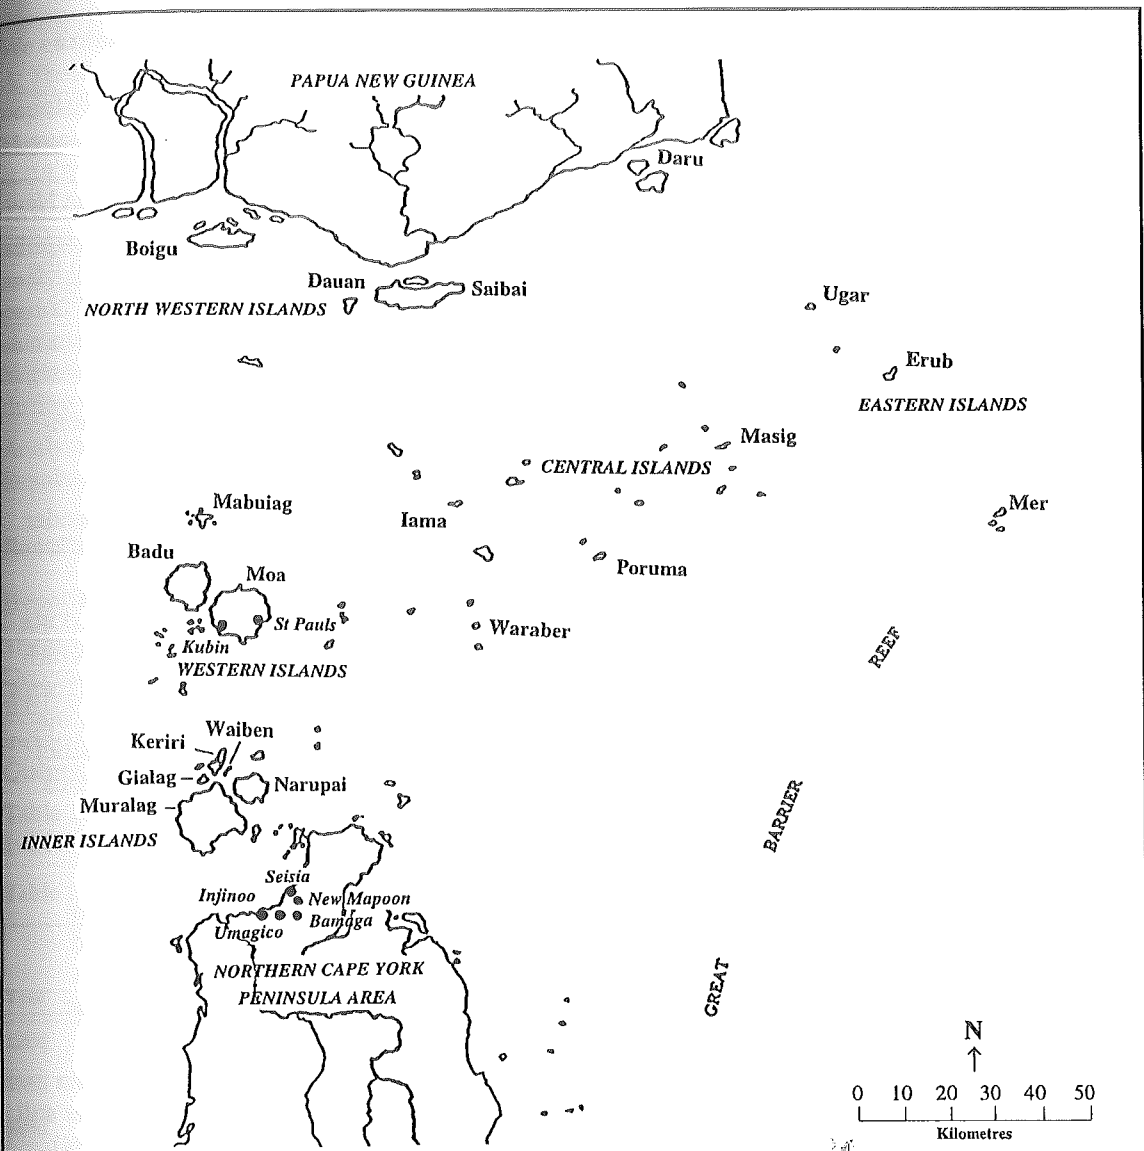 PAPUA NEW GUINEA
Daru
Boigu
Dauan
Saibai
NORTH WESTERN ISLANDS
Ugar
Erub
EASTERN ISLANDS
Masig
CENTRAL ISLANDS
Mabuiag
Iama
Mer
Badu
Moa
Poruma
St Pauls
Waraber
Kubin
WESTERN ISLANDS
REEF
Waiben
Keriri
Gialag
Narupai
Muralag
BARRIER
INNER ISLANDS
Seisia
Injinoo
New Mapoon
Bamaga
Umagico
NORTHERN CAPE YORK
PENINSULA AREA
GREAT
N
0 10 20 30 40 50
Kilometres